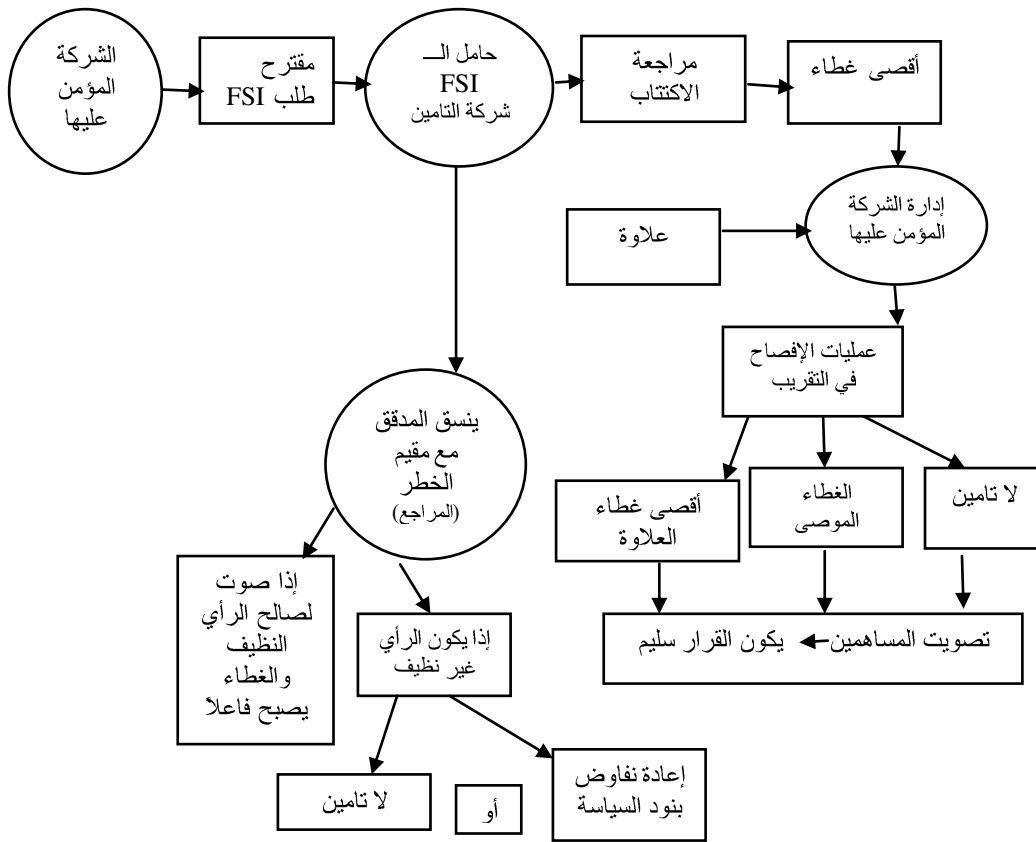 الشركة
المؤمن
عليها
مقترح
طلب FSI
حامل الــ
FSI
شركة التامين
مراجعة
الاكتتاب
أقصى غطاء
إدارة الشركة
المؤمن عليها
علاوة
عمليات الإفصاح
في التقريب
ينسق المدقق
مع مقيم
الخطر
(المراجع)
أقصى غطاء
العلاوة
الغطاء
الموصى
لا تامين
إذا صوت
لصالح الرأي
النظيف
والغطاء
يصبح فاعلاً
إذا يكون الرأي
غير نظيف
تصويت المساهمين يكون القرار سليم
لا تامين
أو
إعادة نفاوض
بنود السياسة